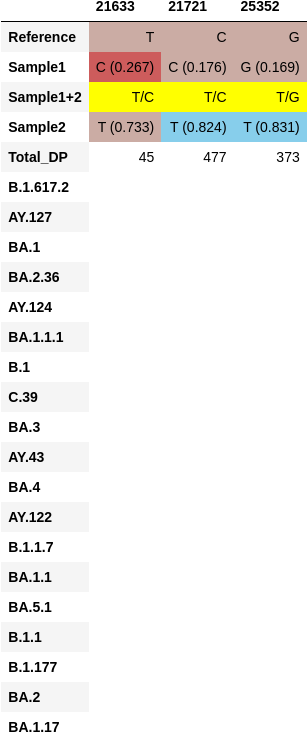 21633 21721 25352
Reference T C G
Sample1 C (0.267) C (0.176) G (0.169)
Sample1+2 T/C T/C T/G
Sample2 T (0.733) T (0.824) T (0.831)
Total_DP 45 477 373
B.1.617.2
AY.127
BA.1
BA.2.36
AY.124
BA.1.1.1
B.1
C.39
BA.3
AY.43
BA.4
AY.122
B.1.1.7
BA.1.1
BA.5.1
B.1.1
B.1.177
BA.2
BA.1.17